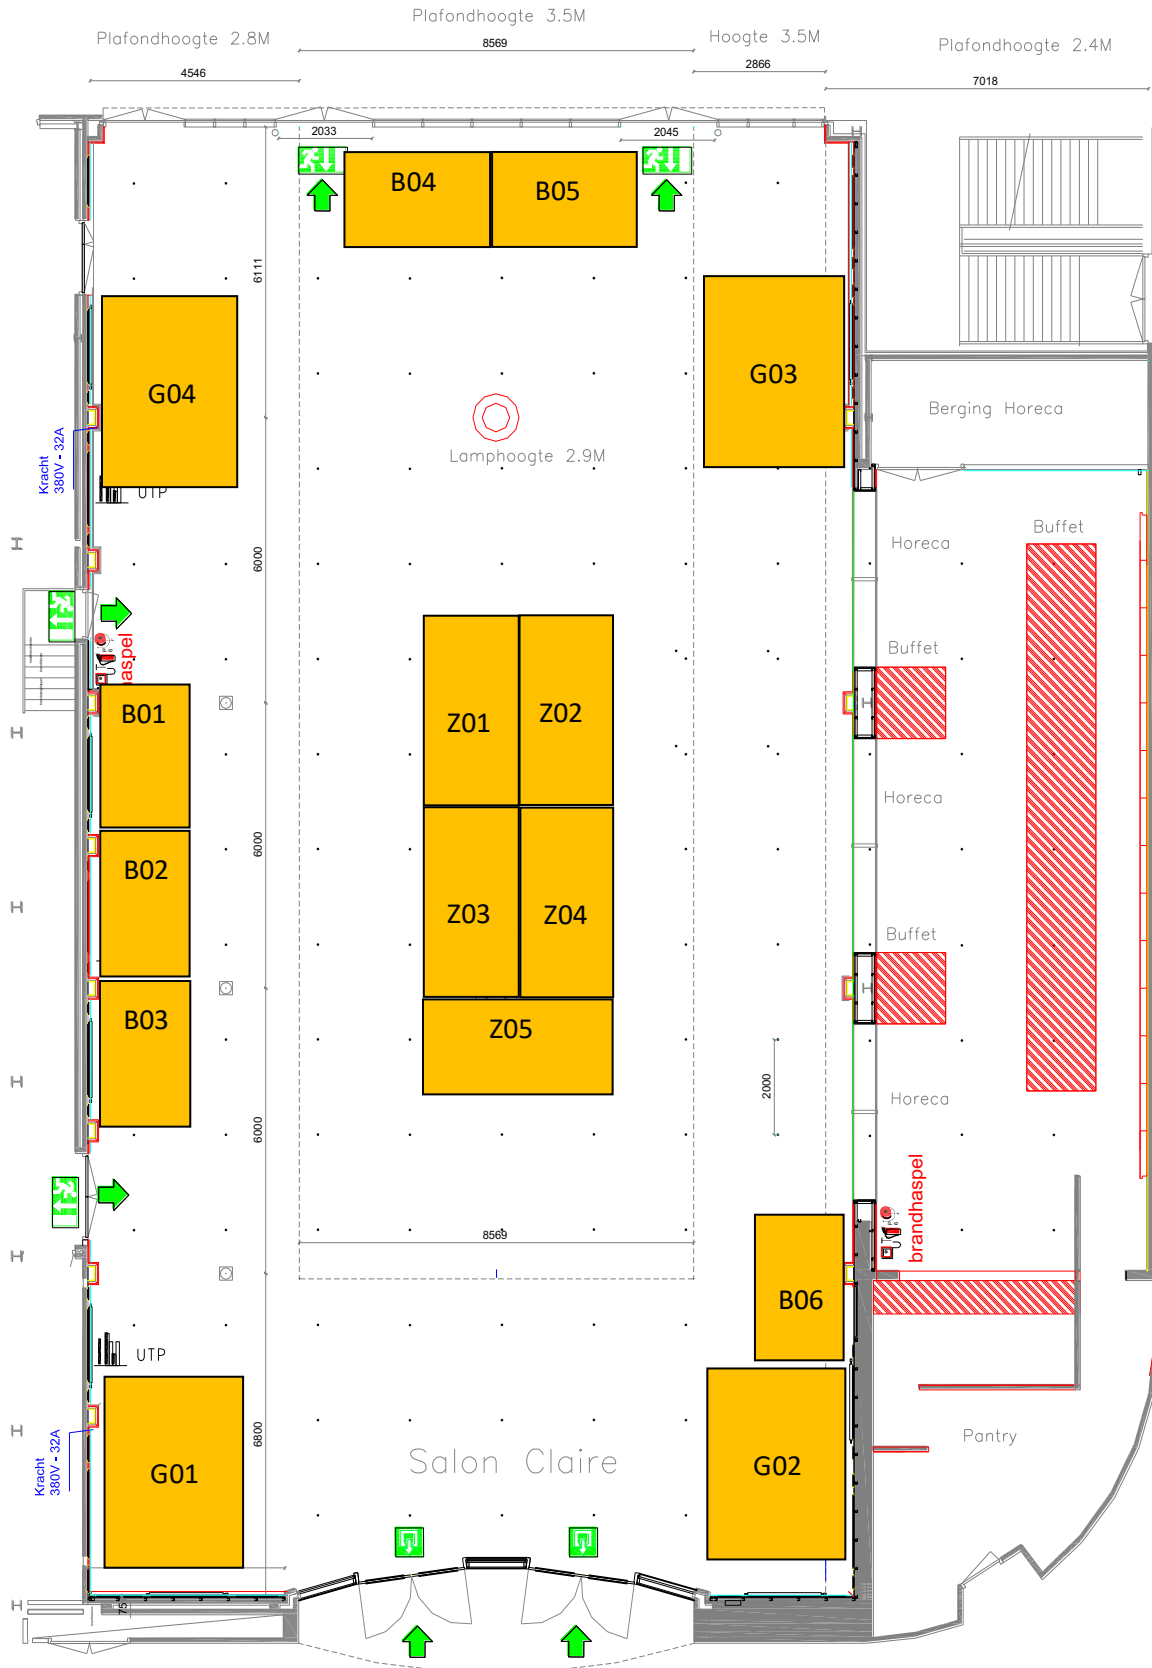 Plafondhoogte 3.5M
Plafondhoogte 2.8M
Hoogte 3.5M
Plafondhoogte 2.4M
8569
4546
2866
7018
2033
2045
B04
B05
6111
G04
G03
Berging Horeca
Lamphoogte 2.9M
Kracht
380V - 32A
UTP
Horeca
Buffet
6000
Buffet
haspel
B01
Z01
Z02
Horeca
6000
B02
Z03
Z04
Buffet
B03
Z05
2000
Horeca
6000
brandhaspel
8569
B06
UTP
Kracht
380V - 32A
6800
Salon Claire
Pantry
G01
G02
75